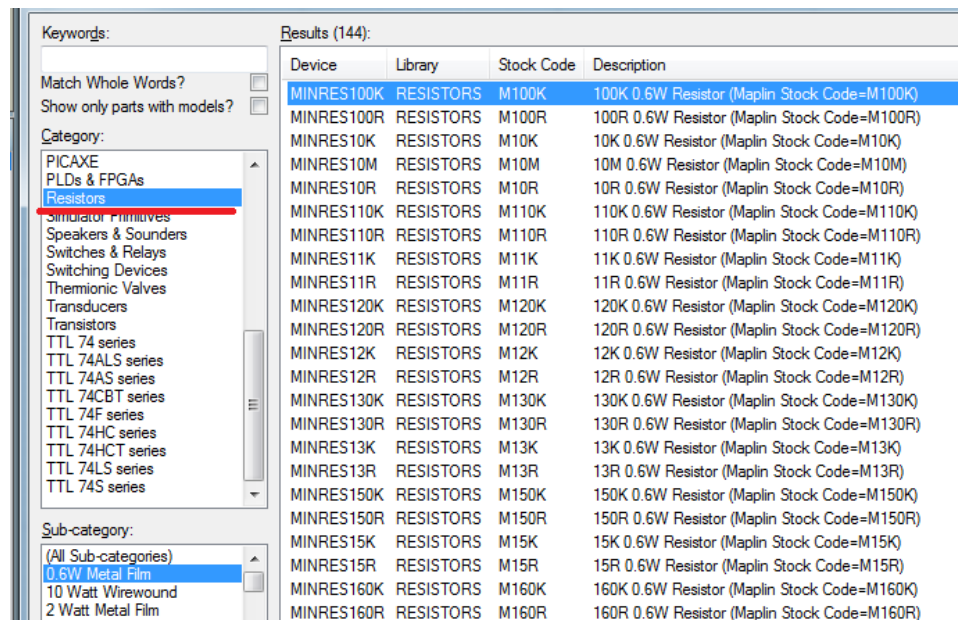 Keywords:
Match Whole Words?
Show only parts with models?
Category:
PICAXE
PLDs & FPGAs
Resistors
Simulator Primitives
Speakers & Sounders
Switches & Relays
Switching Devices
Thermionic Valves
Transducers
Transistors
TTL 74 series
TTL 74ALS series
TTL 74AS series
TTL 74CBT series
TTL 74F series
TTL 74HC series
TTL 74HCT series
TTL 74LS series
TTL 74S series
Sub-category:
(All Sub-categories)
0.6W Metal Film
10 Watt Wirewound
2 Watt Metal Film
Results (144):
Device Library Stock Code Description
MINRES100K RESISTORS M100K 100K 0.6W Resistor (Maplin Stock Code=M100K)
MINRES100R RESISTORS M100R 100R 0.6W Resistor (Maplin Stock Code=M100R)
MINRES10K RESISTORS M10K 10K 0.6W Resistor (Maplin Stock Code=M10K)
MINRES10M RESISTORS M10M 10M 0.6W Resistor (Maplin Stock Code=M10M)
MINRES10R RESISTORS M10R 10R 0.6W Resistor (Maplin Stock Code=M10R)
MINRES110K RESISTORS M110K 110K 0.6W Resistor (Maplin Stock Code=M110K)
MINRES110R RESISTORS M110R 110R 0.6W Resistor (Maplin Stock Code=M110R)
MINRES11K RESISTORS M11K 11K 0.6W Resistor (Maplin Stock Code=M11K)
MINRES11R RESISTORS M11R 11R 0.6W Resistor (Maplin Stock Code=M11R)
MINRES120K RESISTORS M120K 120K 0.6W Resistor (Maplin Stock Code=M120K)
MINRES120R RESISTORS M120R 120R 0.6W Resistor (Maplin Stock Code=M120R)
MINRES12K RESISTORS M12K 12K 0.6W Resistor (Maplin Stock Code=M12K)
MINRES12R RESISTORS M12R 12R 0.6W Resistor (Maplin Stock Code=M12R)
MINRES130K RESISTORS M130K 130K 0.6W Resistor (Maplin Stock Code=M130K)
MINRES130R RESISTORS M130R 130R 0.6W Resistor (Maplin Stock Code=M130R)
MINRES13K RESISTORS M13K 13K 0.6W Resistor (Maplin Stock Code=M13K)
MINRES13R RESISTORS M13R 13R 0.6W Resistor (Maplin Stock Code=M13R)
MINRES150K RESISTORS M150K 150K 0.6W Resistor (Maplin Stock Code=M150K)
MINRES150R RESISTORS M150R 150R 0.6W Resistor (Maplin Stock Code=M150R)
MINRES15K RESISTORS M15K 15K 0.6W Resistor (Maplin Stock Code=M15K)
MINRES15R RESISTORS M15R 15R 0.6W Resistor (Maplin Stock Code=M15R)
MINRES160K RESISTORS M160K 160K 0.6W Resistor (Maplin Stock Code=M160K)
MINRES160R RESISTORS M160R 160R 0.6W Resistor (Maplin Stock Code=M160R)